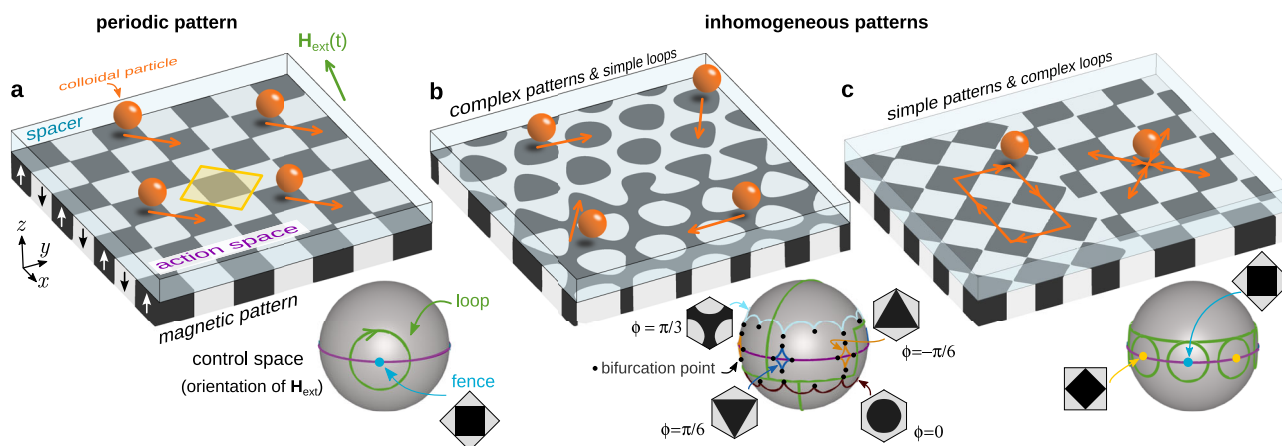 periodic pattern
inhomogeneous patterns
H_ext(t)
a
colloidal particle
spacer
action space
magnetic pattern
z
y
x
loop
control space
(orientation of H_ext)
fence
b
complex patterns & simple loops
ϕ = π/3
• bifurcation point
ϕ=π/6
ϕ=−π/6
ϕ=0
c
simple patterns & complex loops